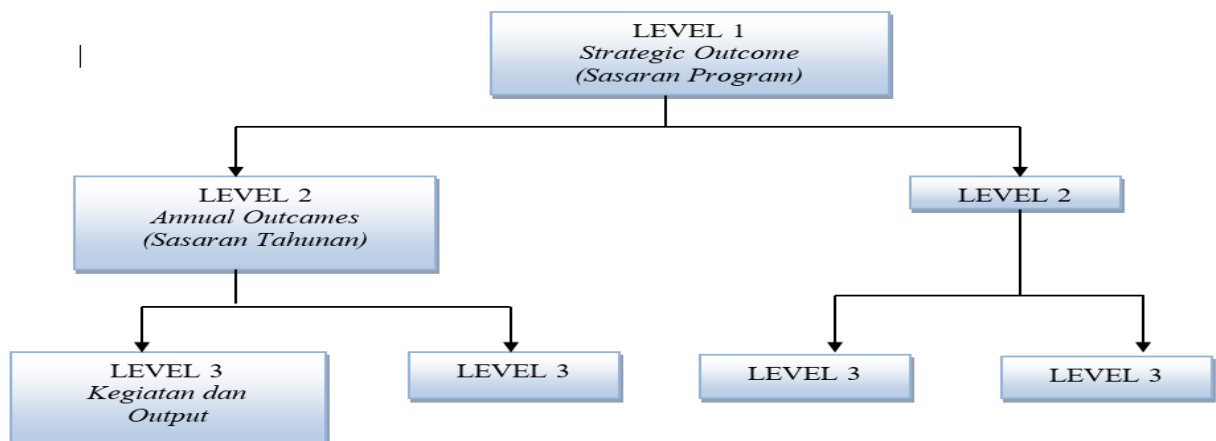 LEVEL 1
Strategic Outcome
(Sasaran Program)
LEVEL 2
Annual Outcames
(Sasaran Tahunan)
LEVEL 2
LEVEL 3
Kegiatan dan
Output
LEVEL 3
LEVEL 3
LEVEL 3